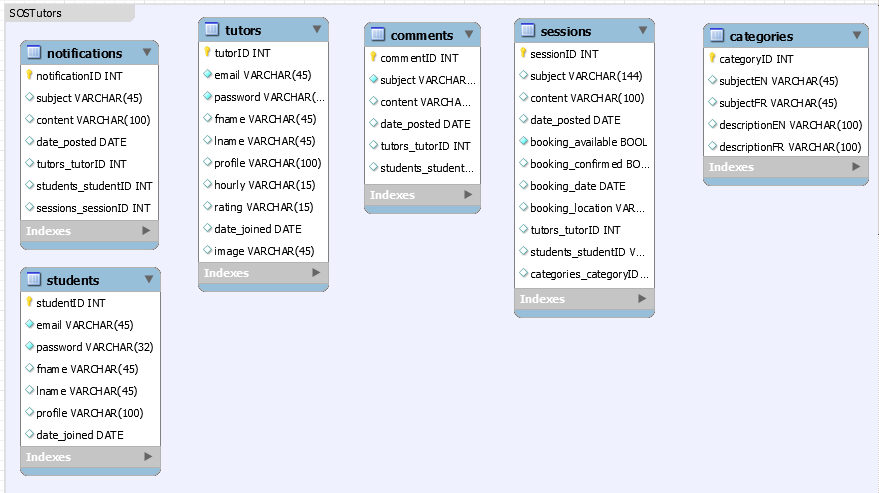 SOSTutors
notifications
notificationID INT
subject VARCHAR(45)
content VARCHAR(100)
date_posted DATE
tutors_tutorID INT
students_studentID INT
sessions_sessionID INT
Indexes
students
studentID INT
email VARCHAR(45)
password VARCHAR(32)
fname VARCHAR(45)
lname VARCHAR(45)
profile VARCHAR(100)
date_joined DATE
Indexes
tutors
tutorID INT
email VARCHAR(45)
password VARCHAR(...
fname VARCHAR(45)
lname VARCHAR(45)
profile VARCHAR(100)
hourly VARCHAR(15)
rating VARCHAR(15)
date_joined DATE
image VARCHAR(45)
Indexes
comments
commentID INT
subject VARCHAR...
content VARCHA...
date_posted DATE
tutors_tutorID INT
students_student...
Indexes
sessions
sessionID INT
subject VARCHAR(144)
content VARCHAR(100)
date_posted DATE
booking_available BOOL
booking_confirmed BO...
booking_date DATE
booking_location VAR...
tutors_tutorID INT
students_studentID V...
categories_categoryID...
Indexes
categories
categoryID INT
subjectEN VARCHAR(45)
subjectFR VARCHAR(45)
descriptionEN VARCHAR(100)
descriptionFR VARCHAR(100)
Indexes